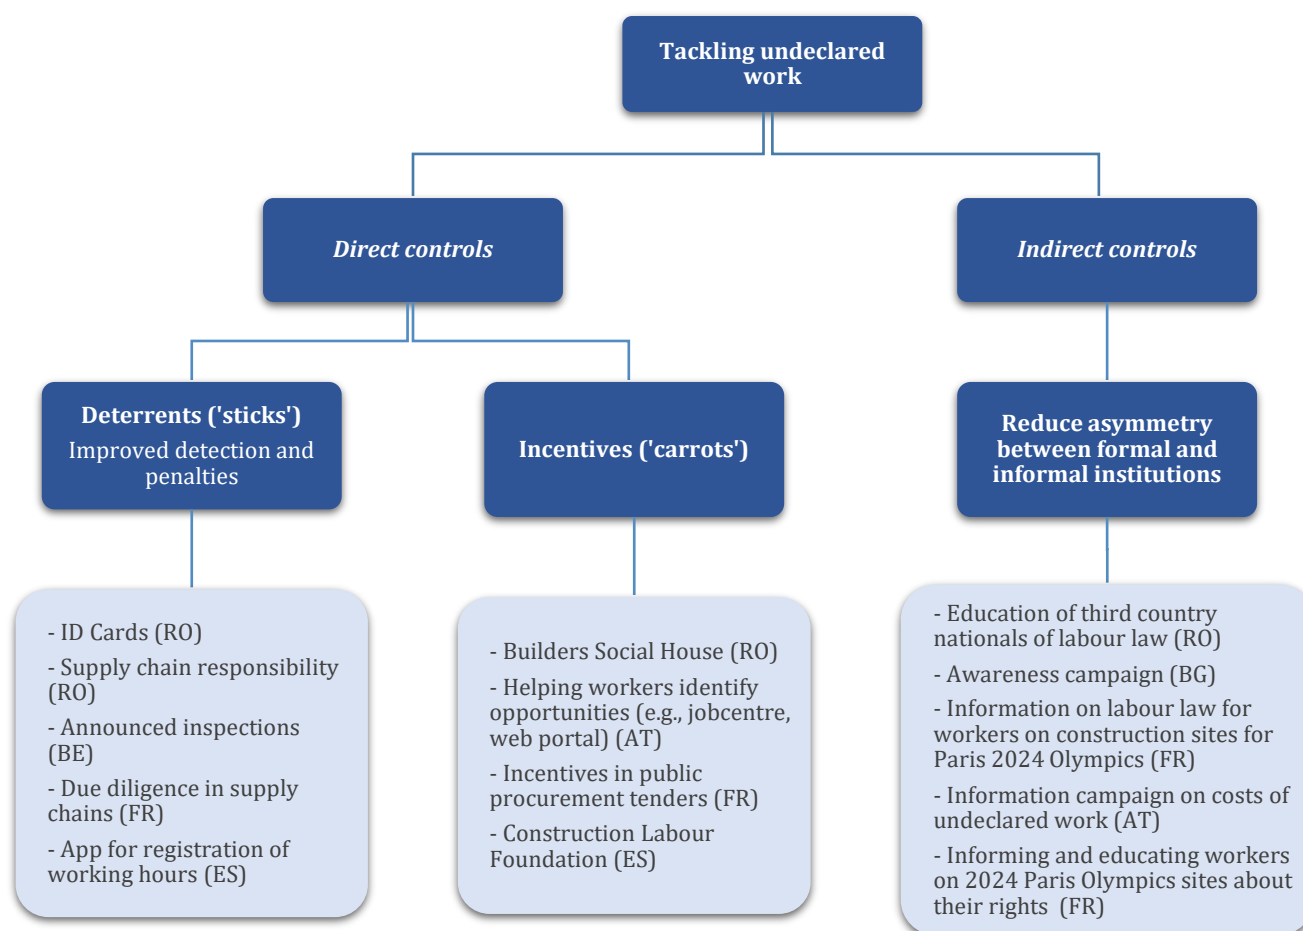 Tackling undeclared
work
Direct controls
Indirect controls
Deterrents ('sticks')
Improved detection and
penalties
Incentives ('carrots')
Reduce asymmetry
between formal and
informal institutions
- ID Cards (RO)
- Supply chain responsibility
(RO)
- Announced inspections
(BE)
- Due diligence in supply
chains (FR)
- App for registration of
working hours (ES)
- Builders Social House (RO)
- Helping workers identify
opportunities (e.g., jobcentre,
web portal) (AT)
- Incentives in public
procurement tenders (FR)
- Construction Labour
Foundation (ES)
- Education of third country
nationals of labour law (RO)
- Awareness campaign (BG)
- Information on labour law for
workers on construction sites for
Paris 2024 Olympics (FR)
- Information campaign on costs of
undeclared work (AT)
- Informing and educating workers
on 2024 Paris Olympics sites about
their rights  (FR)